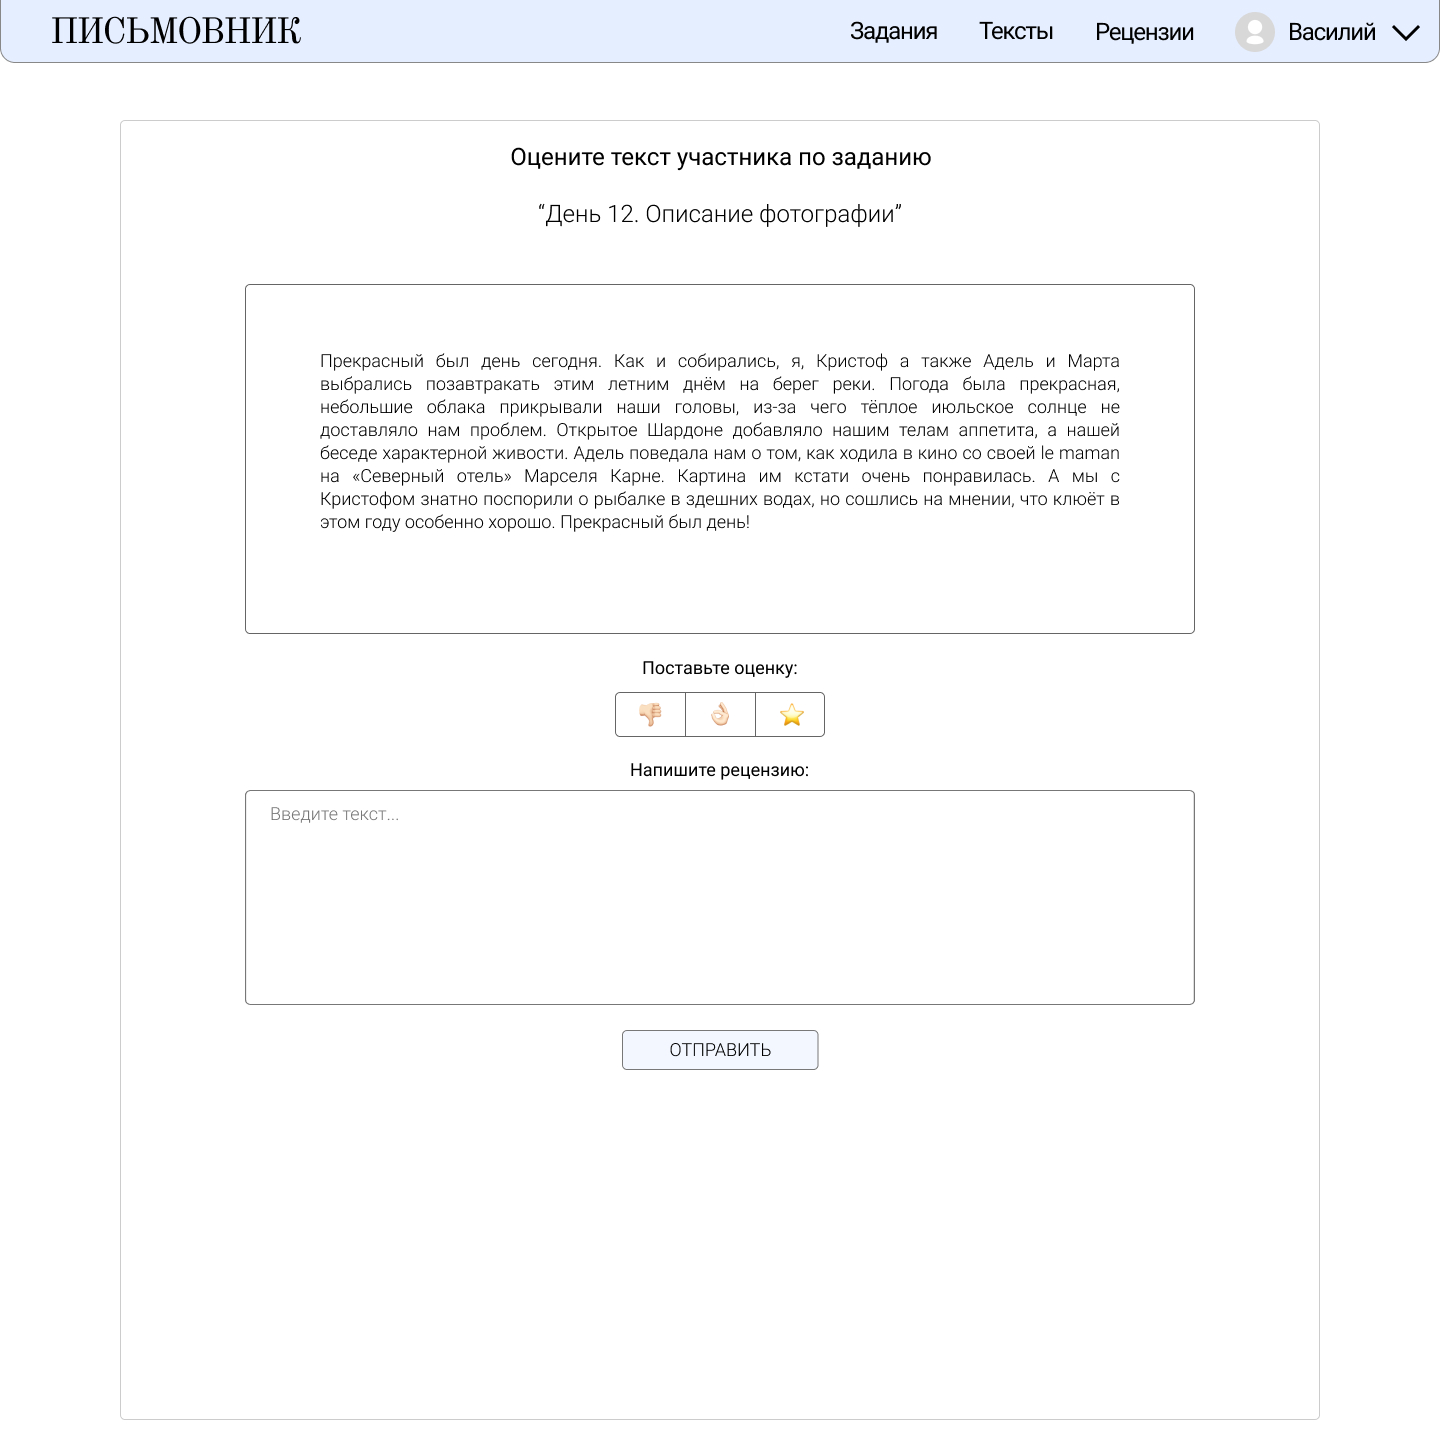 ПИСЬМОВНИК
Задания
Тексты
Рецензии
Василий
Оцените текст участника по заданию
“День 12. Описание фотографии”
Прекрасный был день сегодня. Как и собирались, я, Кристоф а также Адель и Марта
выбрались позавтракать этим летним днём на берег реки. Погода была прекрасная,
небольшие облака прикрывали наши головы, из-за чего тёплое июльское солнце не
доставляло нам проблем. Открытое Шардоне добавляло нашим телам аппетита, а нашей
беседе характерной живости. Адель поведала нам о том, как ходила в кино со своей le maman
на «Северный отель» Марселя Карне. Картина им кстати очень понравилась. А мы с
Кристофом знатно поспорили о рыбалке в здешних водах, но сошлись на мнении, что клюёт в
этом году особенно хорошо. Прекрасный был день!
Поставьте оценку:
Напишите рецензию:
Введите текст...
ОТПРАВИТЬ